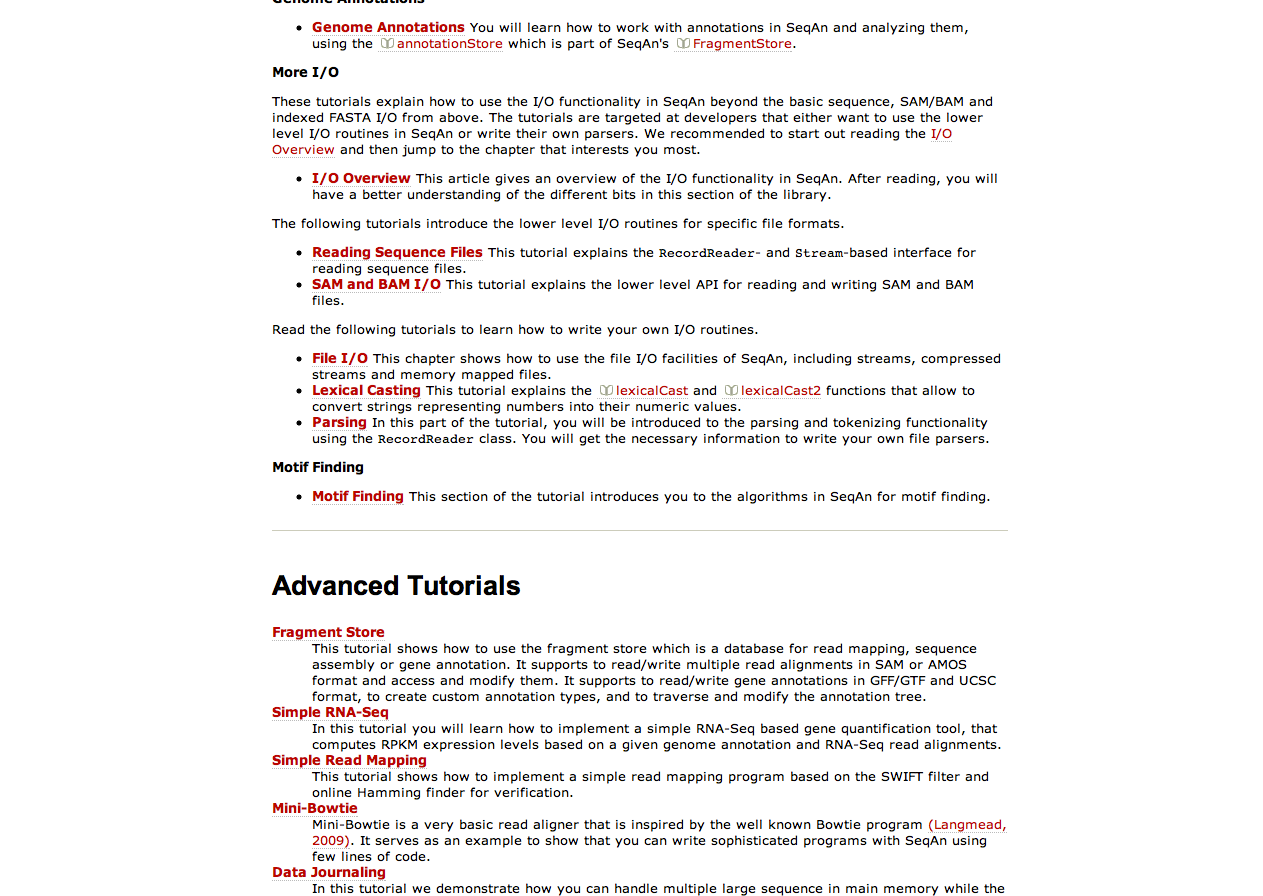 Genome Annotations
• Genome Annotations You will learn how to work with annotations in SeqAn and analyzing them,
using the annotationStore which is part of SeqAn's FragmentStore.
More I/O
These tutorials explain how to use the I/O functionality in SeqAn beyond the basic sequence, SAM/BAM and
indexed FASTA I/O from above. The tutorials are targeted at developers that either want to use the lower
level I/O routines in SeqAn or write their own parsers. We recommended to start out reading the I/O
Overview and then jump to the chapter that interests you most.
• I/O Overview This article gives an overview of the I/O functionality in SeqAn. After reading, you will
have a better understanding of the different bits in this section of the library.
The following tutorials introduce the lower level I/O routines for specific file formats.
• Reading Sequence Files This tutorial explains the RecordReader- and Stream-based interface for
reading sequence files.
• SAM and BAM I/O This tutorial explains the lower level API for reading and writing SAM and BAM
files.
Read the following tutorials to learn how to write your own I/O routines.
• File I/O This chapter shows how to use the file I/O facilities of SeqAn, including streams, compressed
streams and memory mapped files.
• Lexical Casting This tutorial explains the lexicalCast and lexicalCast2 functions that allow to
convert strings representing numbers into their numeric values.
• Parsing In this part of the tutorial, you will be introduced to the parsing and tokenizing functionality
using the RecordReader class. You will get the necessary information to write your own file parsers.
Motif Finding
• Motif Finding This section of the tutorial introduces you to the algorithms in SeqAn for motif finding.
Advanced Tutorials
Fragment Store
This tutorial shows how to use the fragment store which is a database for read mapping, sequence
assembly or gene annotation. It supports to read/write multiple read alignments in SAM or AMOS
format and access and modify them. It supports to read/write gene annotations in GFF/GTF and UCSC
format, to create custom annotation types, and to traverse and modify the annotation tree.
Simple RNA-Seq
In this tutorial you will learn how to implement a simple RNA-Seq based gene quantification tool, that
computes RPKM expression levels based on a given genome annotation and RNA-Seq read alignments.
Simple Read Mapping
This tutorial shows how to implement a simple read mapping program based on the SWIFT filter and
online Hamming finder for verification.
Mini-Bowtie
Mini-Bowtie is a very basic read aligner that is inspired by the well known Bowtie program (Langmead,
2009). It serves as an example to show that you can write sophisticated programs with SeqAn using
few lines of code.
Data Journaling
In this tutorial we demonstrate how you can handle multiple large sequence in main memory while the